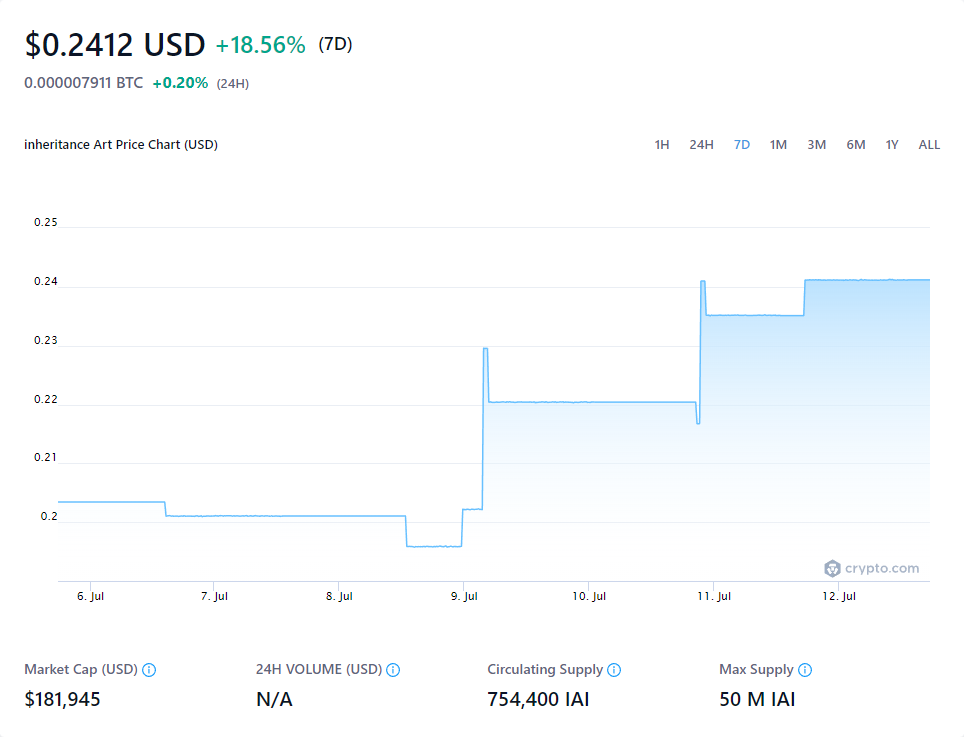 $0.2412 USD +18.56% (7D)
0.000007911 BTC +0.20% (24H)
inheritance Art Price Chart (USD) 1H 24H 7D 1M 3M 6M 1Y ALL
0.25
0.24
0.23
0.22
0.21
0.2
crypto.com
6. Jul 7. Jul 8. Jul 9. Jul 10. Jul 11. Jul 12. Jul
Market Cap (USD) 24H VOLUME (USD) Circulating Supply Max Supply
$181,945 N/A 754,400 IAI 50 M IAI